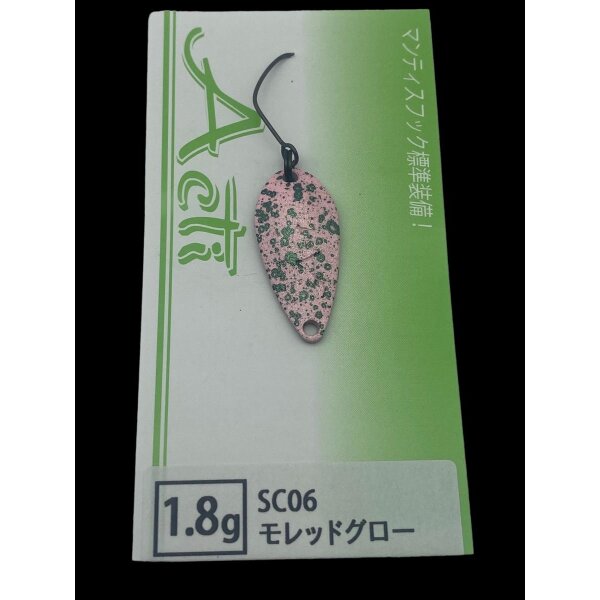 Acti
マンティスフック標準装備！
1.8g
SC06
モレッドグロー